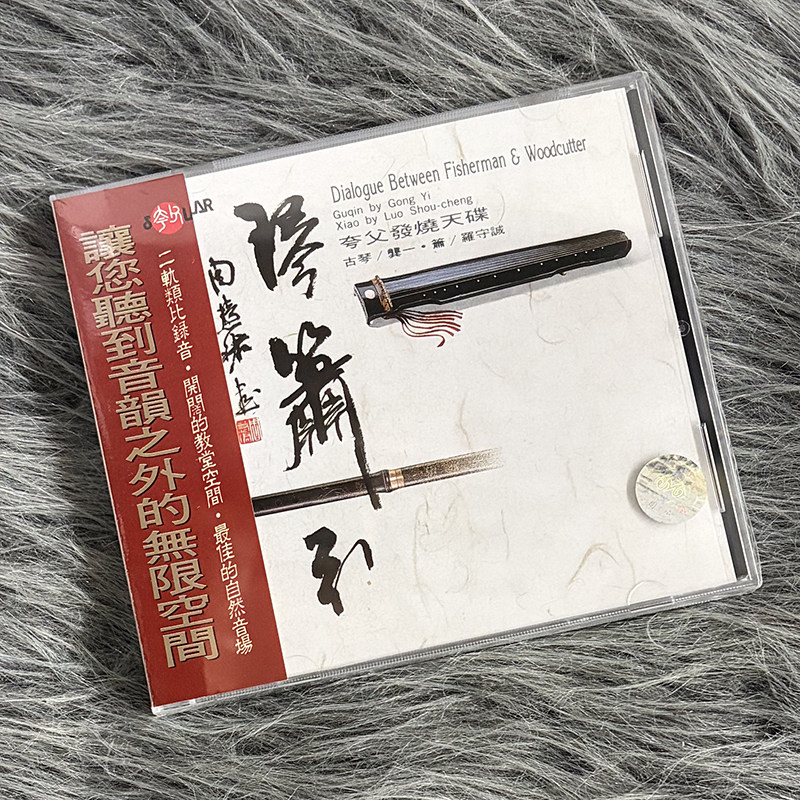 Dialogue Between Fisherman & Woodcutter
Guqin by Gong Yi
Xiao by Luo Shou-cheng
夸父發燒天碟
古琴/龔一・簫/羅守誠
琴簫引
二軌類比錄音・開闊的教堂空間・最佳的自然音場
讓您聽到音韻之外的無限空間